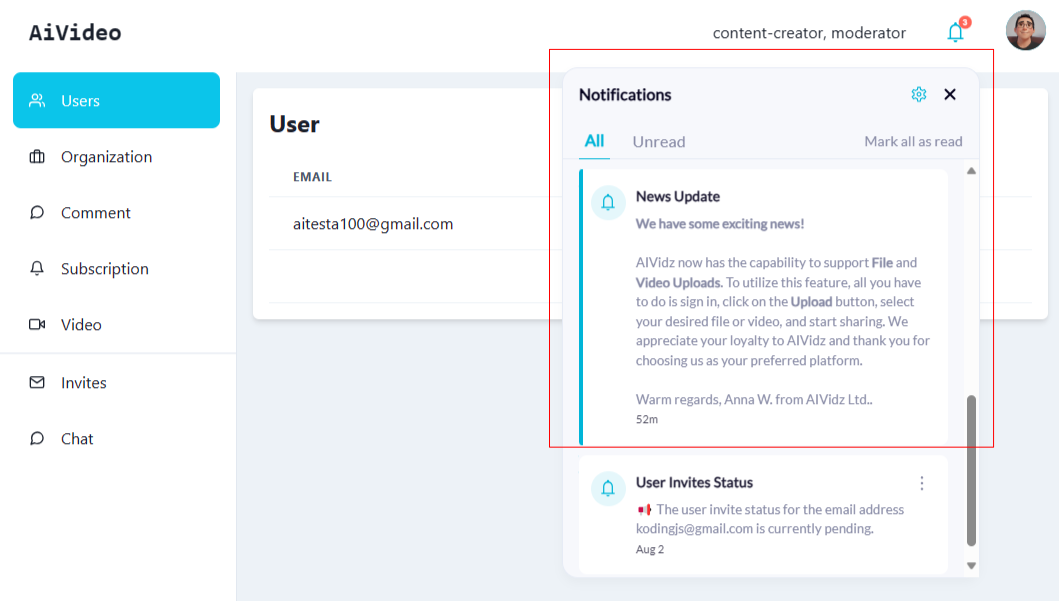 AiVideo
content-creator, moderator
3
Users
Organization
Comment
Subscription
Video
Invites
Chat
User
EMAIL
aitesta100@gmail.com
Notifications
All
Unread
Mark all as read
News Update
We have some exciting news!
AIVidz now has the capability to support File and
Video Uploads. To utilize this feature, all you have
to do is sign in, click on the Upload button, select
your desired file or video, and start sharing. We
appreciate your loyalty to AIVidz and thank you for
choosing us as your preferred platform.
Warm regards, Anna W. from AIVidz Ltd..
52m
User Invites Status
📢 The user invite status for the email address
kodingjs@gmail.com is currently pending.
Aug 2